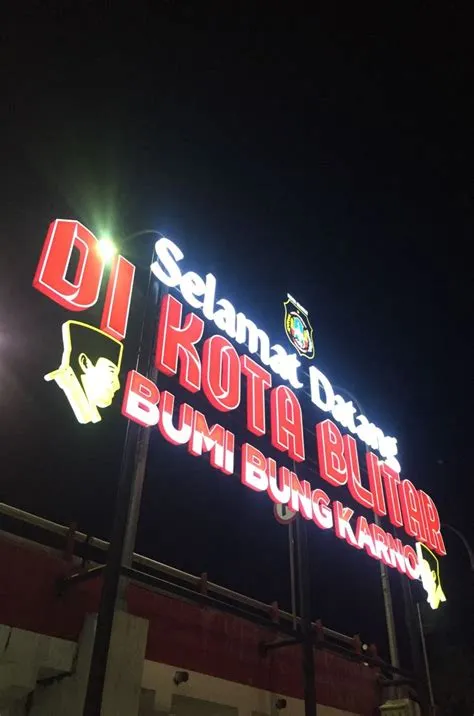 Selamat Datang
DI KOTA BLITAR
BUMI BUNG KARNO